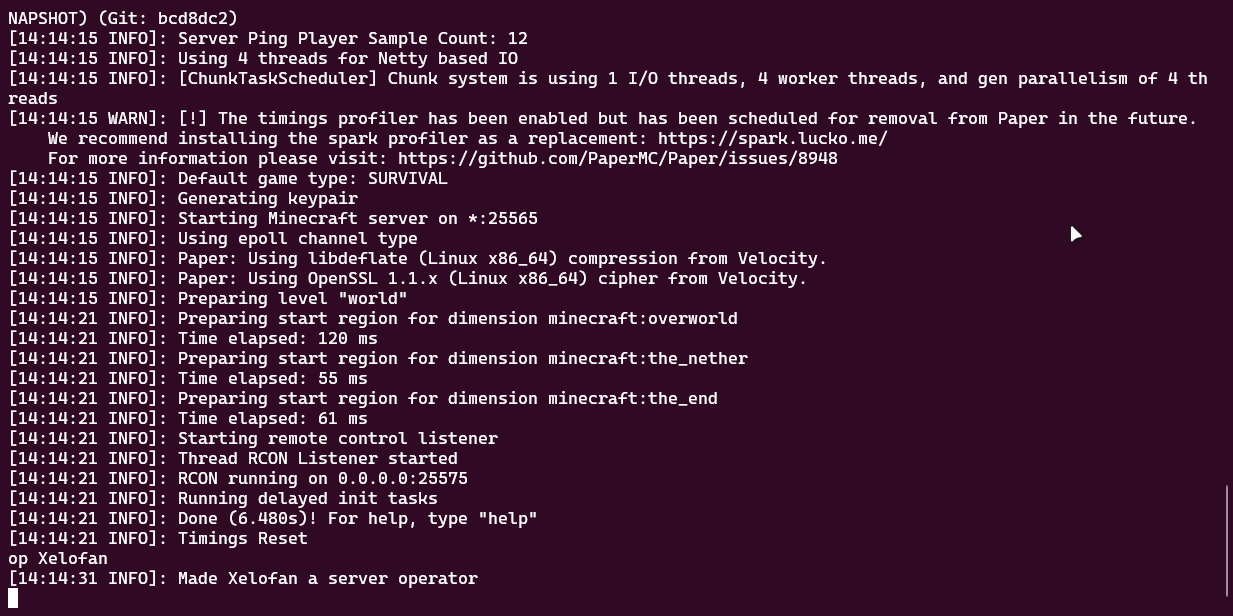 NAPSHOT) (Git: bcd8dc2)
[14:14:15 INFO]: Server Ping Player Sample Count: 12
[14:14:15 INFO]: Using 4 threads for Netty based IO
[14:14:15 INFO]: [ChunkTaskScheduler] Chunk system is using 1 I/O threads, 4 worker threads, and gen parallelism of 4 th
reads
[14:14:15 WARN]: [!] The timings profiler has been enabled but has been scheduled for removal from Paper in the future.
    We recommend installing the spark profiler as a replacement: https://spark.lucko.me/
    For more information please visit: https://github.com/PaperMC/Paper/issues/8948
[14:14:15 INFO]: Default game type: SURVIVAL
[14:14:15 INFO]: Generating keypair
[14:14:15 INFO]: Starting Minecraft server on *:25565
[14:14:15 INFO]: Using epoll channel type
[14:14:15 INFO]: Paper: Using libdeflate (Linux x86_64) compression from Velocity.
[14:14:15 INFO]: Paper: Using OpenSSL 1.1.x (Linux x86_64) cipher from Velocity.
[14:14:15 INFO]: Preparing level "world"
[14:14:21 INFO]: Preparing start region for dimension minecraft:overworld
[14:14:21 INFO]: Time elapsed: 120 ms
[14:14:21 INFO]: Preparing start region for dimension minecraft:the_nether
[14:14:21 INFO]: Time elapsed: 55 ms
[14:14:21 INFO]: Preparing start region for dimension minecraft:the_end
[14:14:21 INFO]: Time elapsed: 61 ms
[14:14:21 INFO]: Starting remote control listener
[14:14:21 INFO]: Thread RCON Listener started
[14:14:21 INFO]: RCON running on 0.0.0.0:25575
[14:14:21 INFO]: Running delayed init tasks
[14:14:21 INFO]: Done (6.480s)! For help, type "help"
[14:14:21 INFO]: Timings Reset
op Xelofan
[14:14:31 INFO]: Made Xelofan a server operator